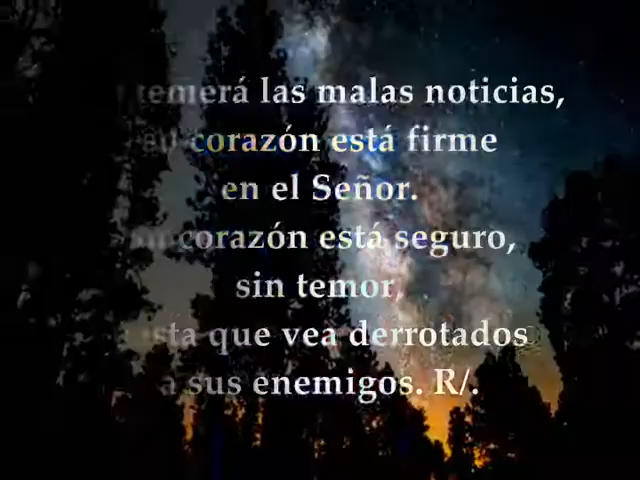 temerá las malas noticias,
su corazón está firme
en el Señor.
su corazón está seguro,
sin temor,
hasta que vea derrotados
a sus enemigos. R/.